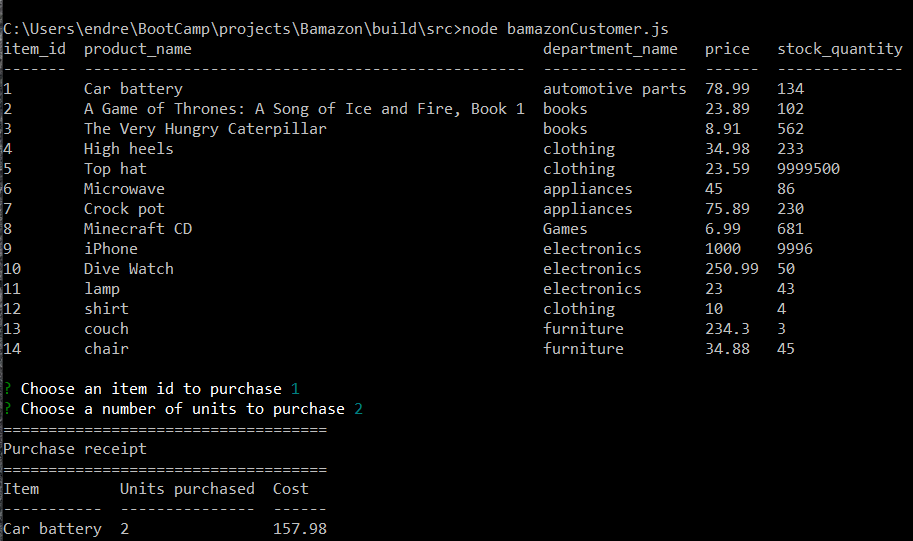 C:\Users\endre\BootCamp\projects\Bamazon\build\src>node bamazonCustomer.js
item_id  product_name                                       department_name   price   stock_quantity
-------  -------------------------------------------------  ----------------  ------  --------------
1        Car battery                                        automotive parts  78.99   134
2        A Game of Thrones: A Song of Ice and Fire, Book 1  books             23.89   102
3        The Very Hungry Caterpillar                        books             8.91    562
4        High heels                                         clothing          34.98   233
5        Top hat                                            clothing          23.59   9999500
6        Microwave                                          appliances        45      86
7        Crock pot                                          appliances        75.89   230
8        Minecraft CD                                       Games             6.99    681
9        iPhone                                             electronics       1000    9996
10       Dive Watch                                         electronics       250.99  50
11       lamp                                               electronics       23      43
12       shirt                                              clothing          10      4
13       couch                                              furniture         234.3   3
14       chair                                              furniture         34.88   45
? Choose an item id to purchase 1
? Choose a number of units to purchase 2
====================================
Purchase receipt
====================================
Item         Units purchased  Cost
-----------  ---------------  ------
Car battery  2                157.98